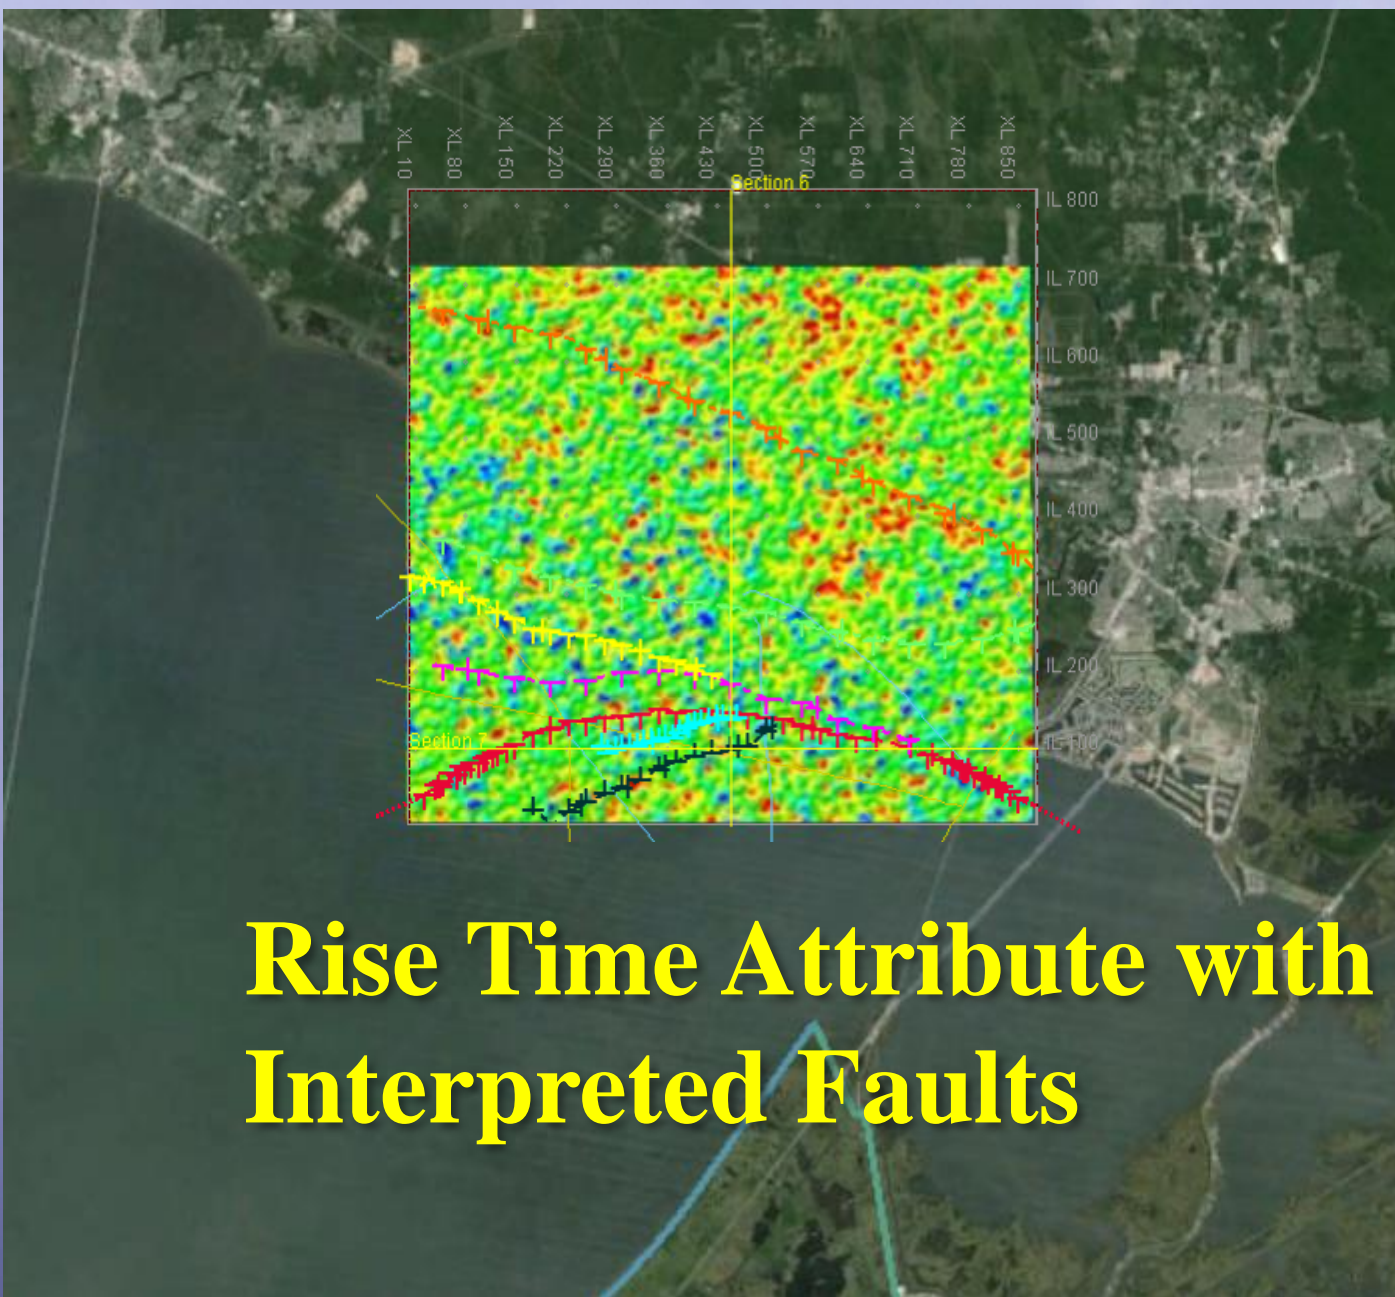 XL 10
XL 80
XL 150
XL 220
XL 290
XL 360
XL 430
XL 500
XL 570
XL 640
XL 710
XL 780
XL 850
Section 6
IL 800
IL 700
IL 600
IL 500
IL 400
IL 300
IL 200
IL 100
Section 7
Rise Time Attribute with
Interpreted Faults